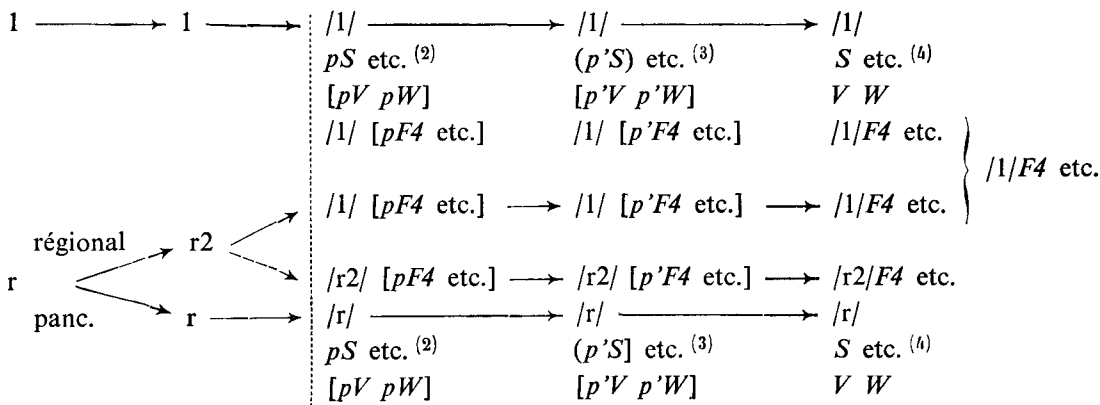 1 ⟶ 1 ⟶ /1/ ⟶ /1/ ⟶ /1/
pS etc. (2) (p'S) etc. (3) S etc. (4)
[pV pW] [p'V p'W] V W
/1/ [pF4 etc.] /1/ [p'F4 etc.] /1/F4 etc.
/1/F4 etc.
/1/ [pF4 etc.] ⟶ /1/ [p'F4 etc.] ⟶ /1/F4 etc.
régional r2
/r2/ [pF4 etc.] ⟶ /r2/ [p'F4 etc.] ⟶ /r2/F4 etc.
r
panc. r ⟶ /r/ ⟶ /r/ ⟶ /r/
pS etc. (2) (p'S] etc. (3) S etc. (4)
[pV pW] [p'V p'W] V W